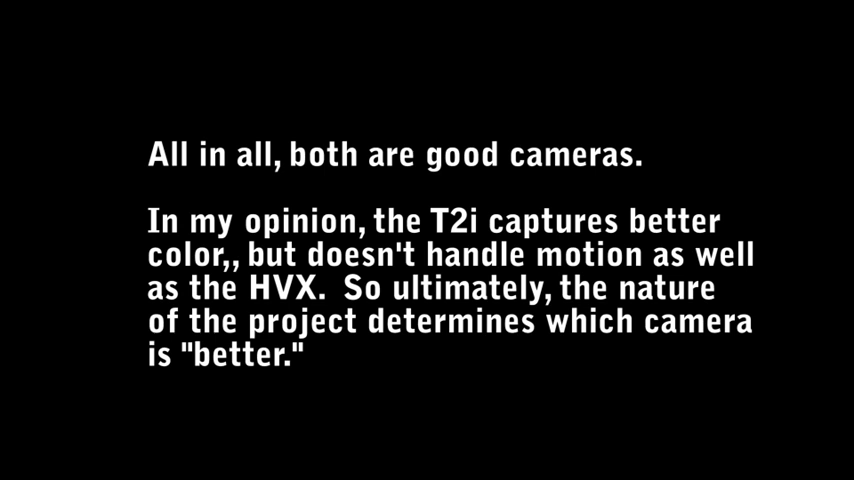 All in all, both are good cameras.
In my opinion, the T2i captures better
color,, but doesn't handle motion as well
as the HVX.  So ultimately, the nature
of the project determines which camera
is "better."